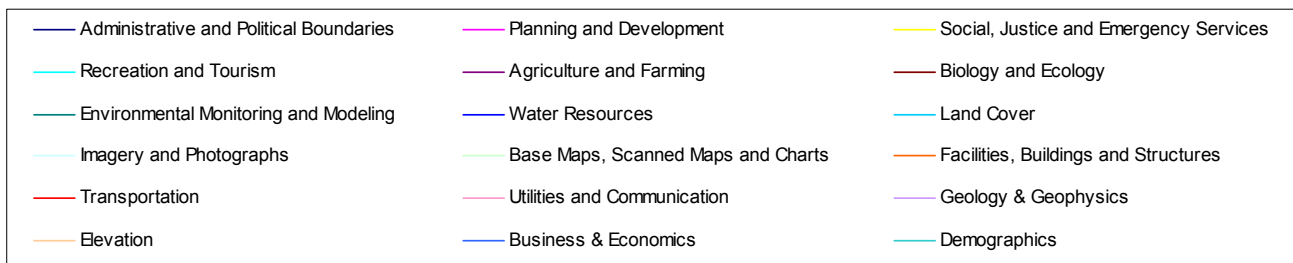 Administrative and Political Boundaries
Planning and Development
Social, Justice and Emergency Services
Recreation and Tourism
Agriculture and Farming
Biology and Ecology
Environmental Monitoring and Modeling
Water Resources
Land Cover
Imagery and Photographs
Base Maps, Scanned Maps and Charts
Facilities, Buildings and Structures
Transportation
Utilities and Communication
Geology & Geophysics
Elevation
Business & Economics
Demographics